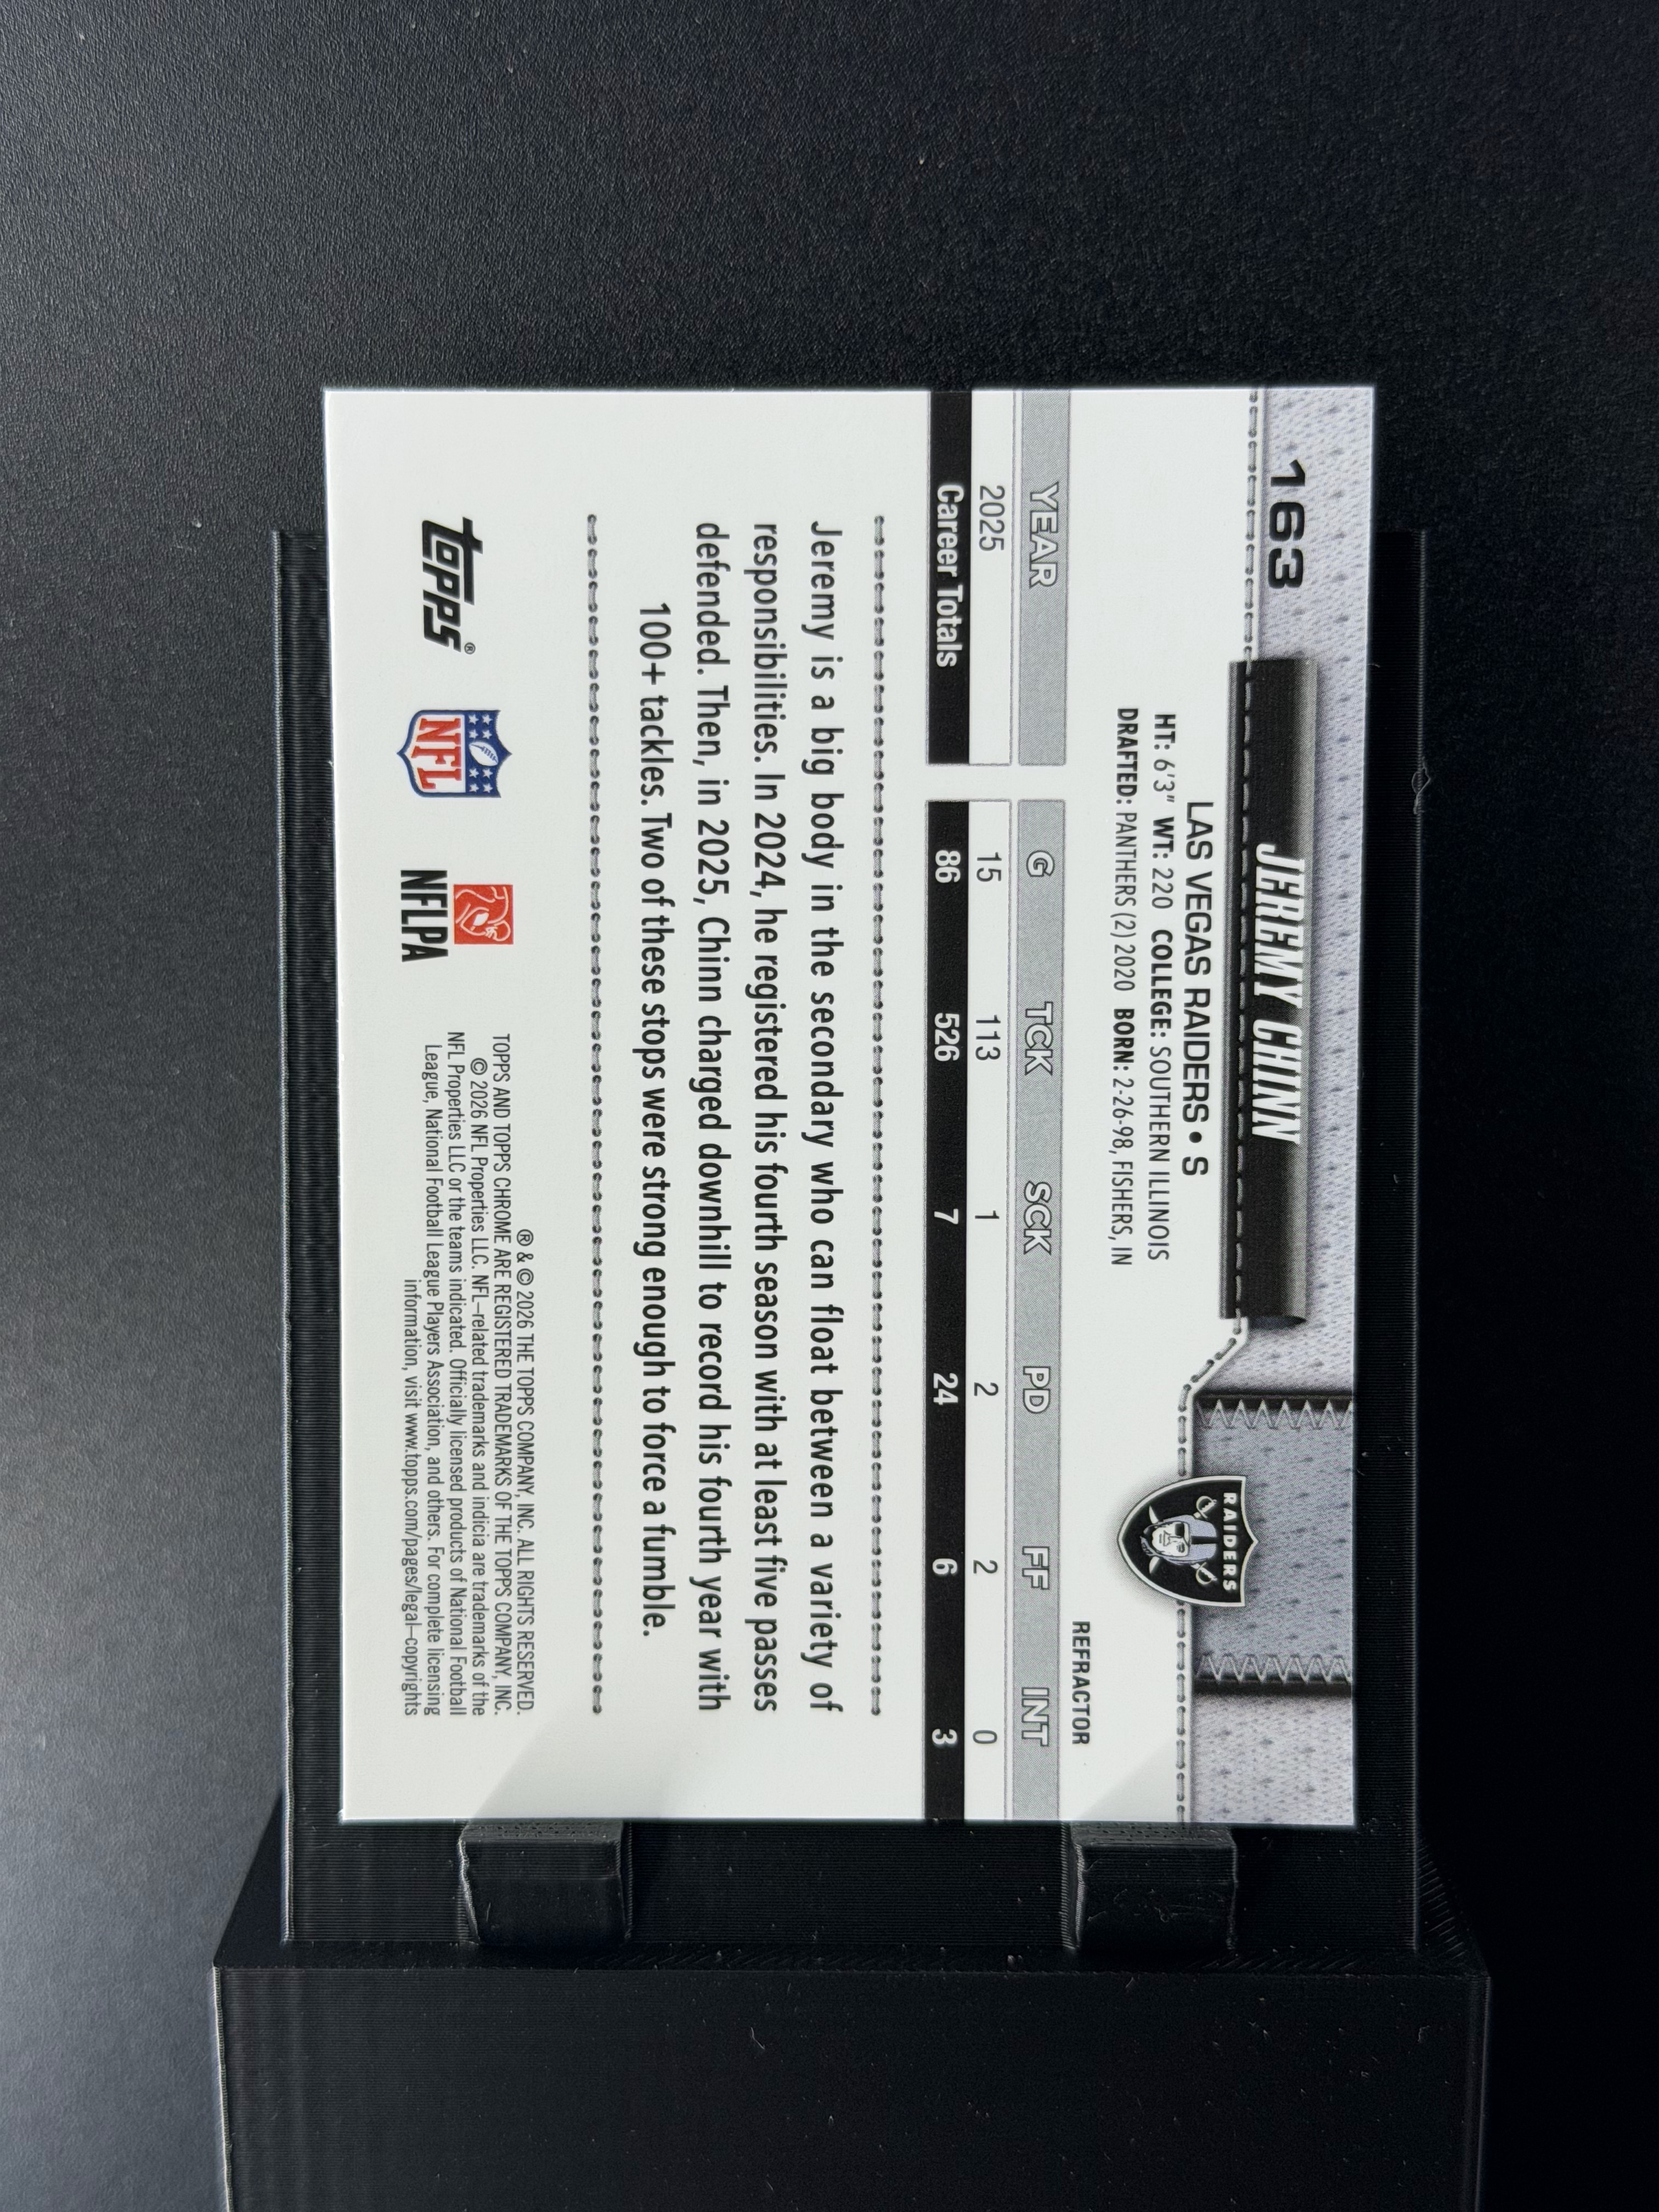 163
JEREMY CHINN
RAIDERS
LAS VEGAS RAIDERS • S
HT: 6'3" WT: 220 COLLEGE: SOUTHERN ILLINOIS
DRAFTED: PANTHERS (2) 2020 BORN: 2-26-98, FISHERS, IN
REFRACTOR
YEAR G TCK SCK PD FF INT
2025 15 113 1 2 2 0
Career Totals 86 526 7 24 6 3
Jeremy is a big body in the secondary who can float between a variety of
responsibilities. In 2024, he registered his fourth season with at least five passes
defended. Then, in 2025, Chinn charged downhill to record his fourth year with
100+ tackles. Two of these stops were strong enough to force a fumble.
topps®
NFL
NFLPA
® & © 2026 THE TOPPS COMPANY, INC. ALL RIGHTS RESERVED.
TOPPS AND TOPPS CHROME ARE REGISTERED TRADEMARKS OF THE TOPPS COMPANY, INC.
© 2026 NFL Properties LLC. NFL–related trademarks and indicia are trademarks of the
NFL Properties LLC or the teams indicated. Officially licensed products of National Football
League, National Football League Players Association, and others. For complete licensing
information, visit www.topps.com/pages/legal–copyrights